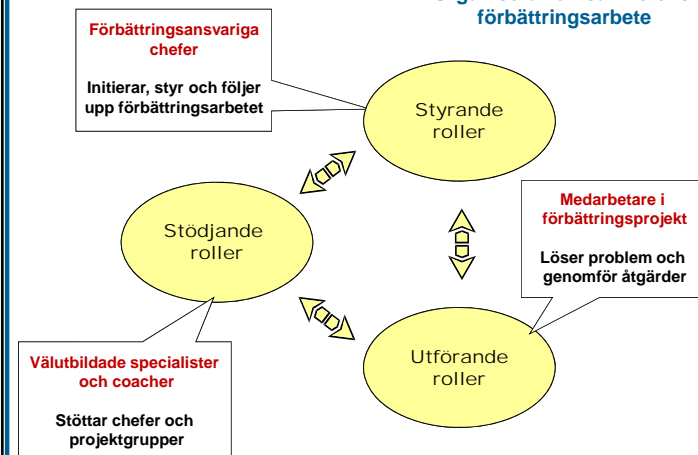 förbättringsarbete
Förbättringsansvariga
chefer
Initierar, styr och följer
upp förbättringsarbetet
Styrande
roller
Medarbetare i
förbättringsprojekt
Löser problem och
genomför åtgärder
Stödjande
roller
Utförande
roller
Välutbildade specialister
och coacher
Stöttar chefer och
projektgrupper